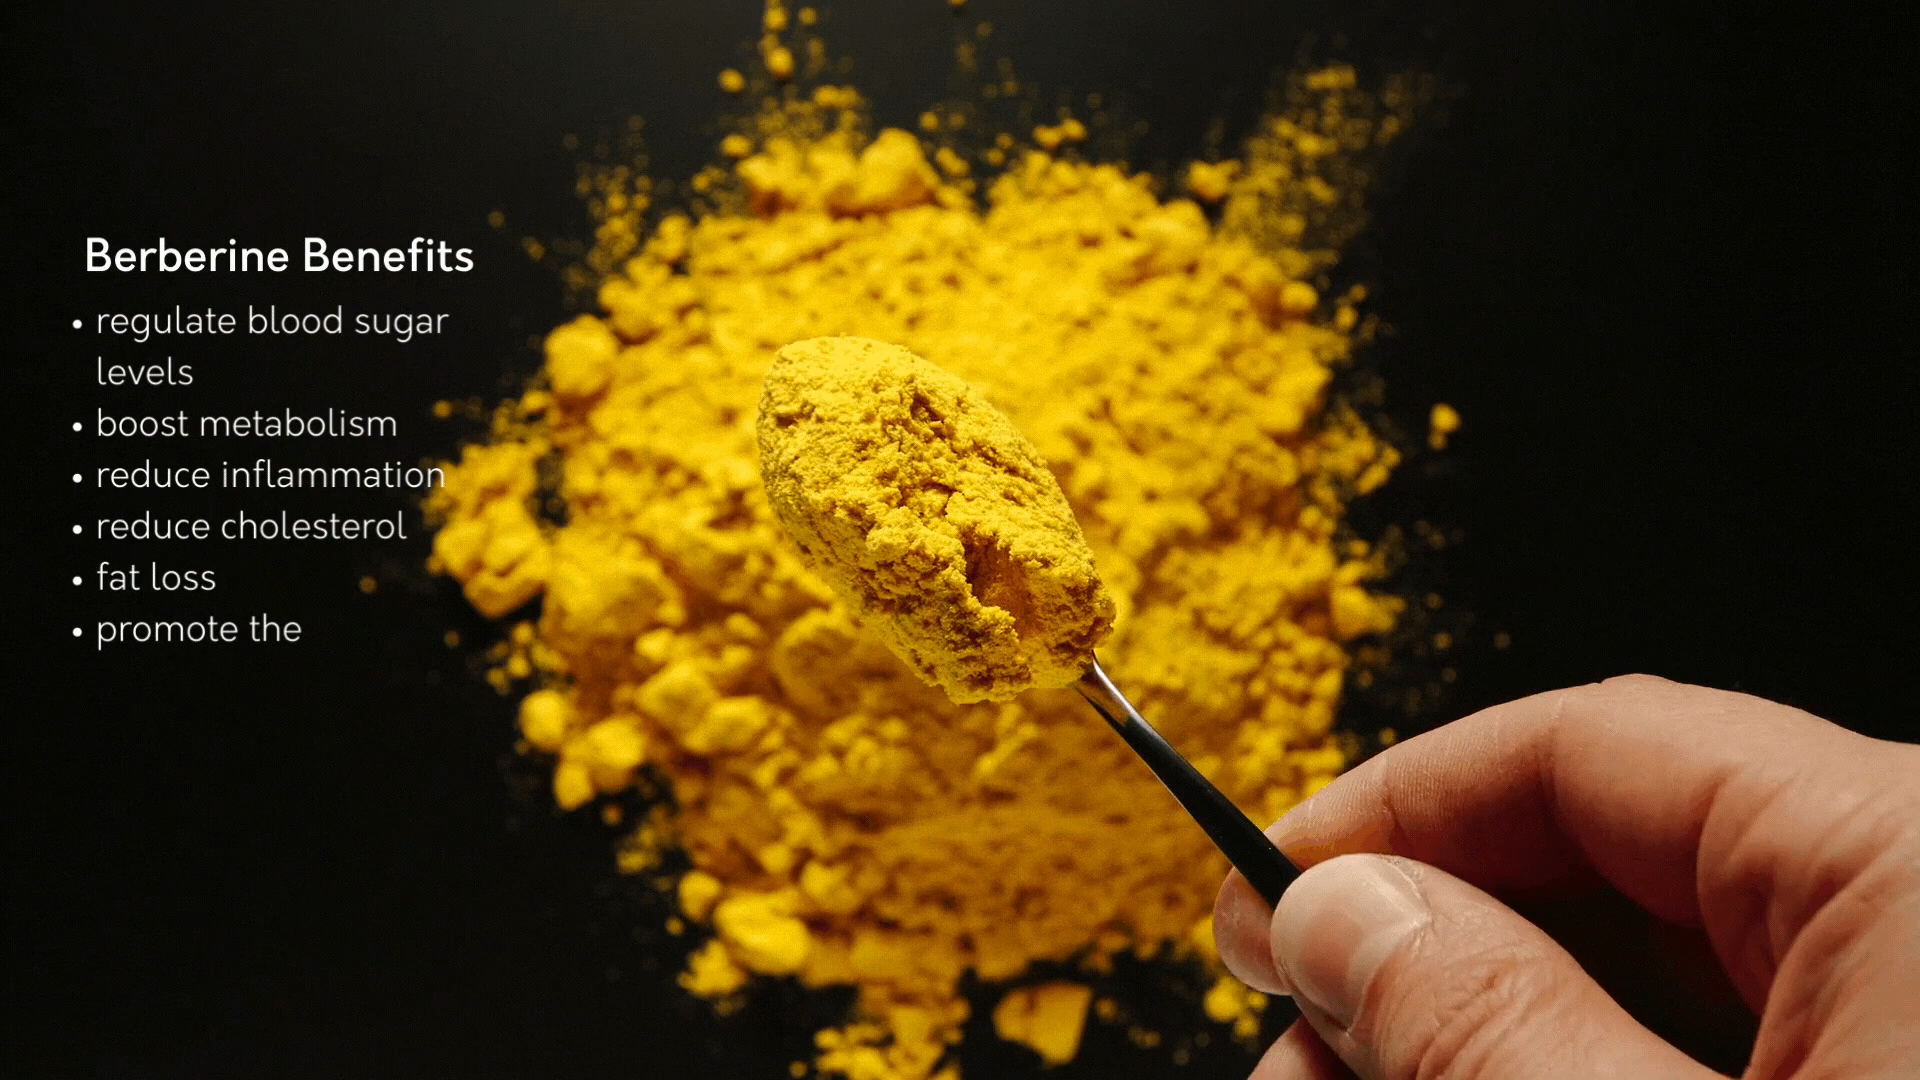 Berberine Benefits
• regulate blood sugar
levels
• boost metabolism
• reduce inflammation
• reduce cholesterol
• fat loss
• promote the